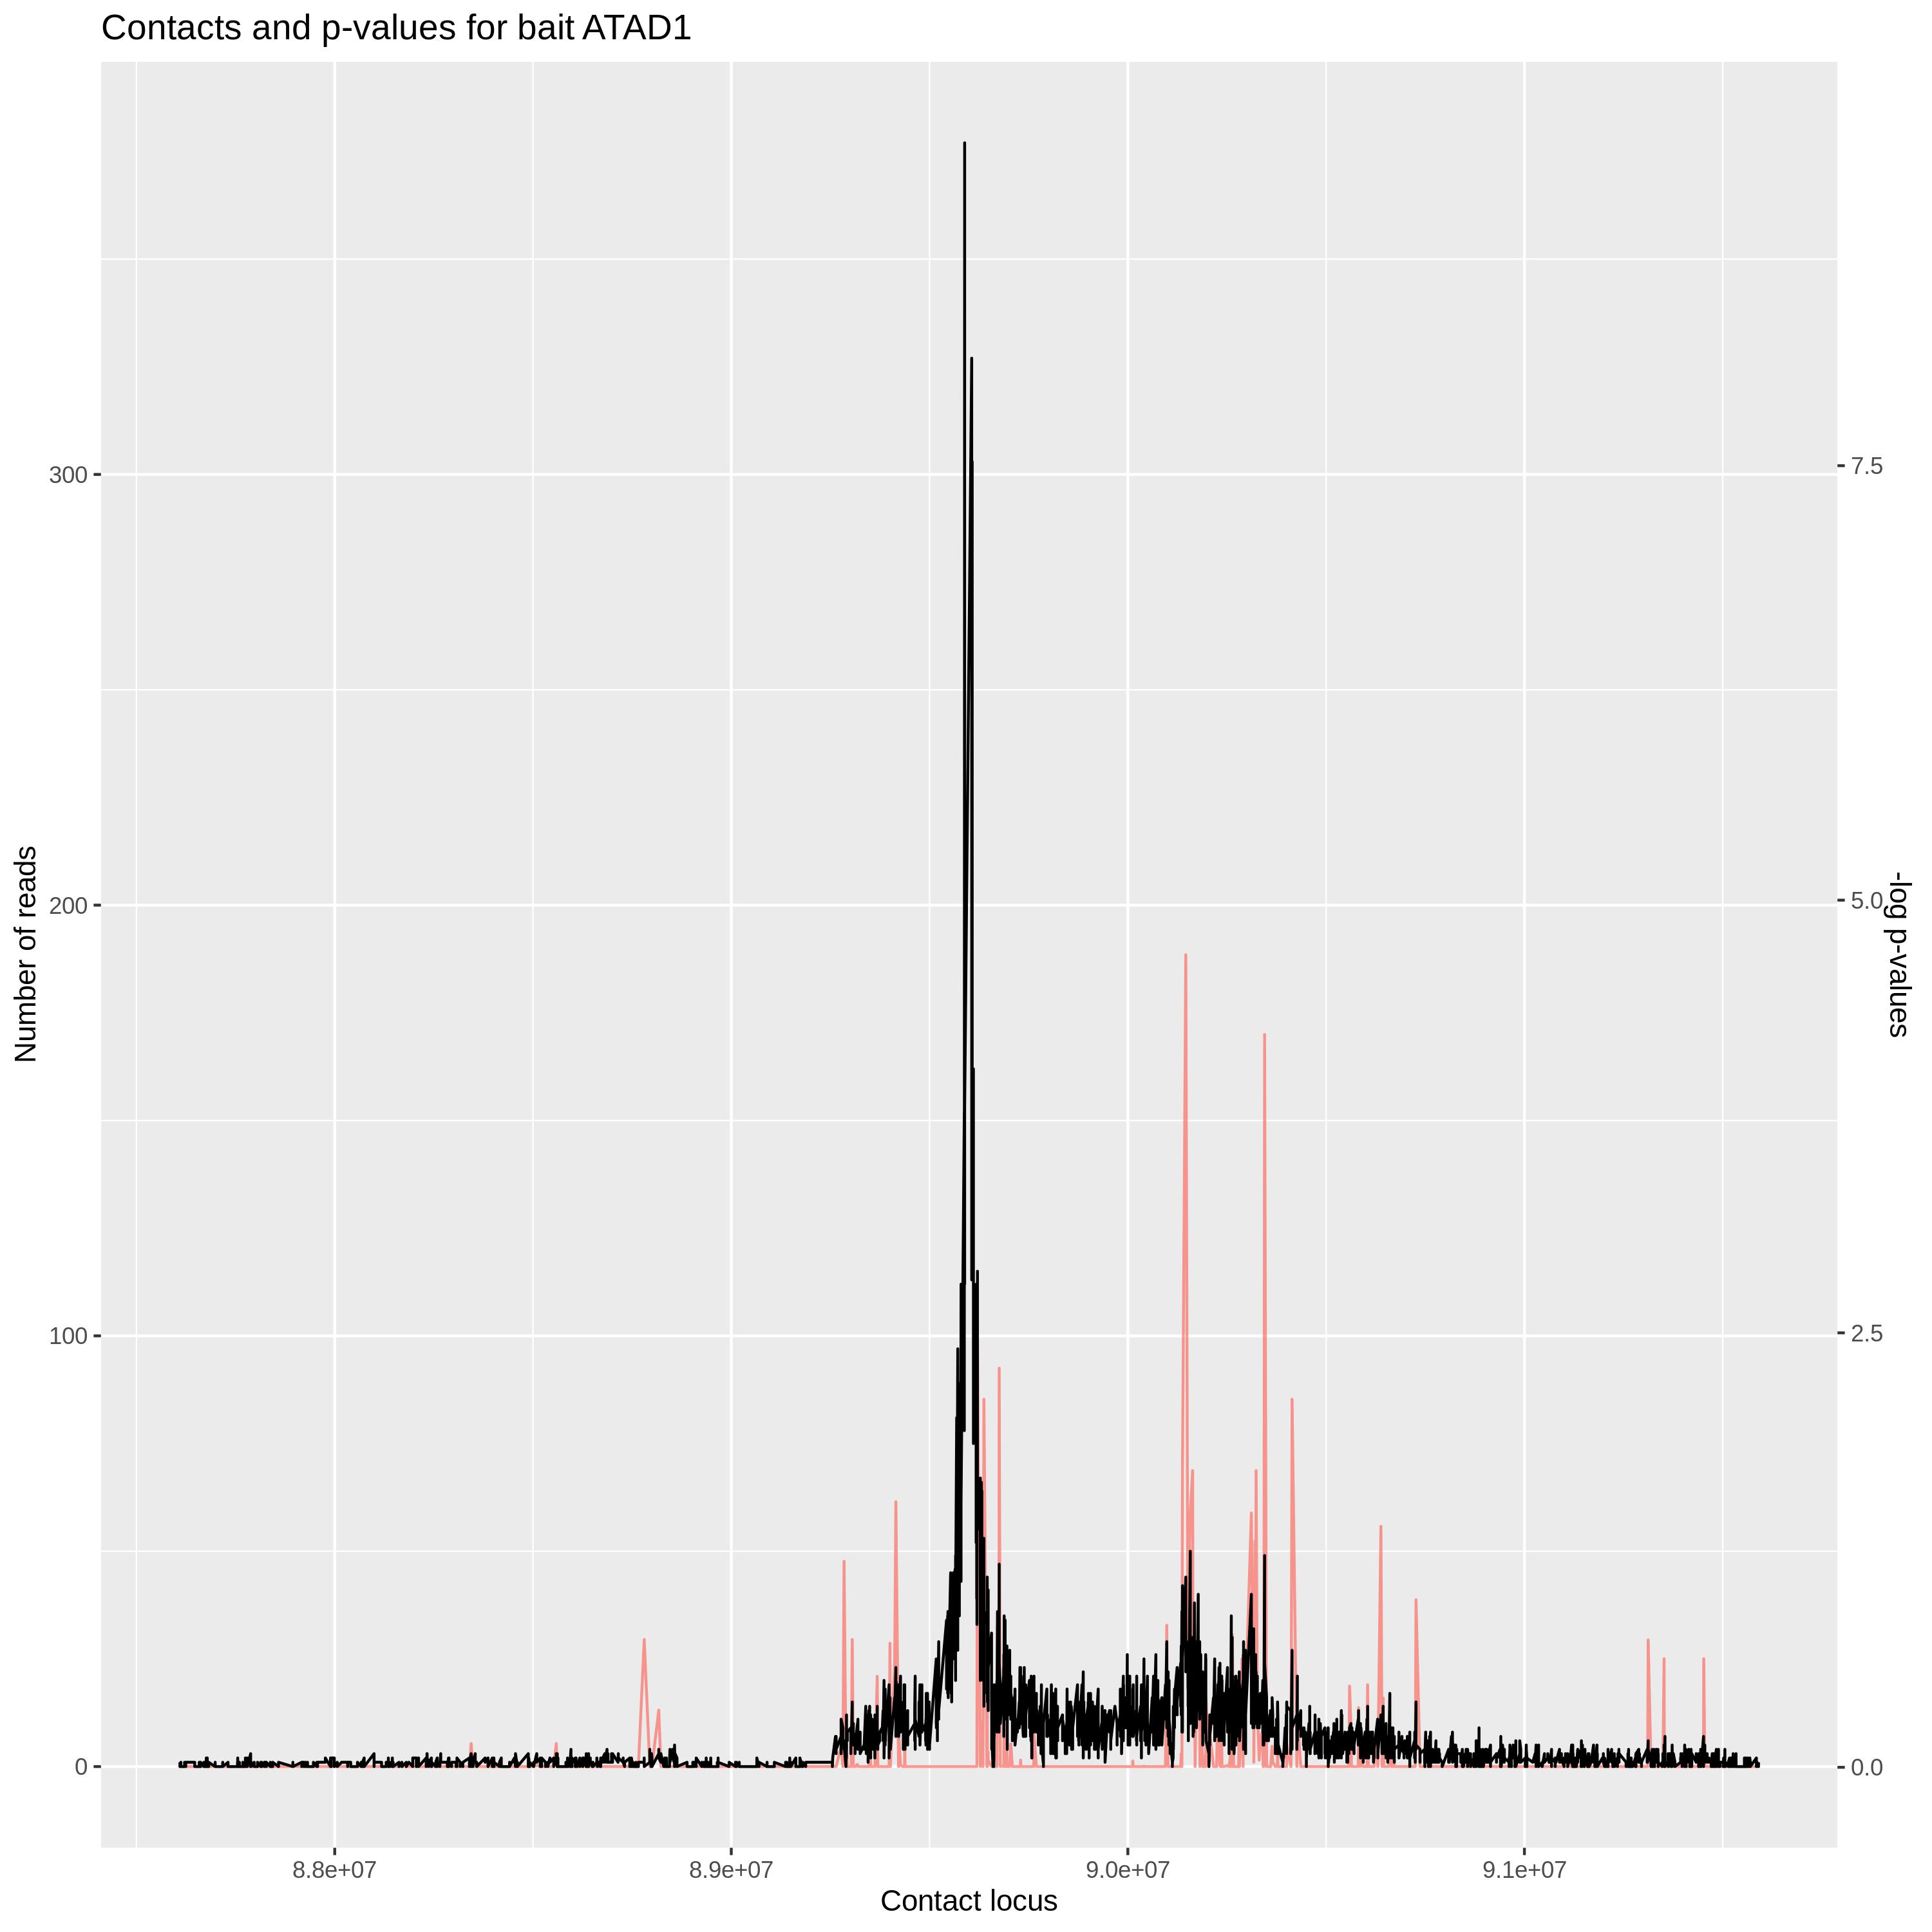 Contacts and p-values for bait ATAD1
Number of reads
300
200
100
0
7.5
5.0
2.5
0.0
-log p-values
8.8e+07
8.9e+07
9.0e+07
9.1e+07
Contact locus